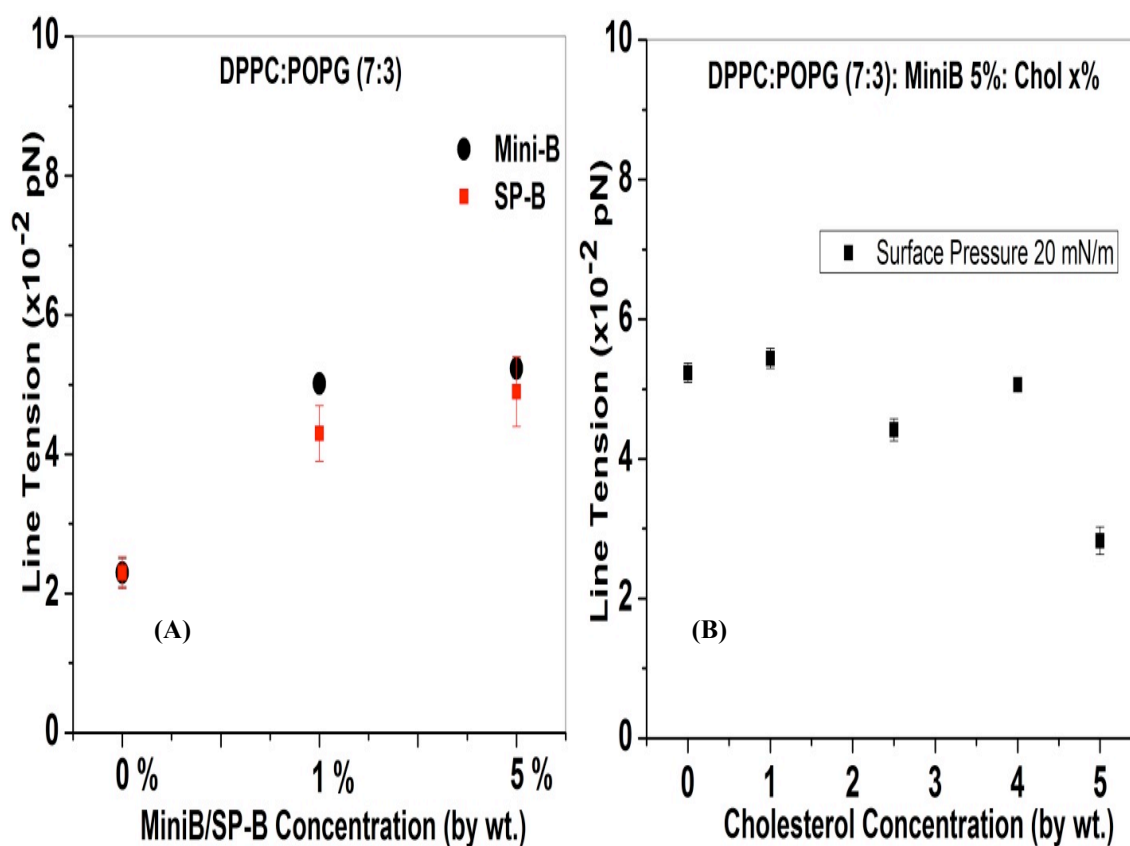 DPPC:POPG (7:3)
Mini-B
SP-B
Line Tension (x10⁻² pN)
10
8
6
4
2
0
(A)
0 %
1 %
5 %
MiniB/SP-B Concentration (by wt.)
DPPC:POPG (7:3): MiniB 5%: Chol x%
Surface Pressure 20 mN/m
Line Tension (x10⁻² pN)
10
8
6
4
2
0
(B)
0
1
2
3
4
5
Cholesterol Concentration (by wt.)